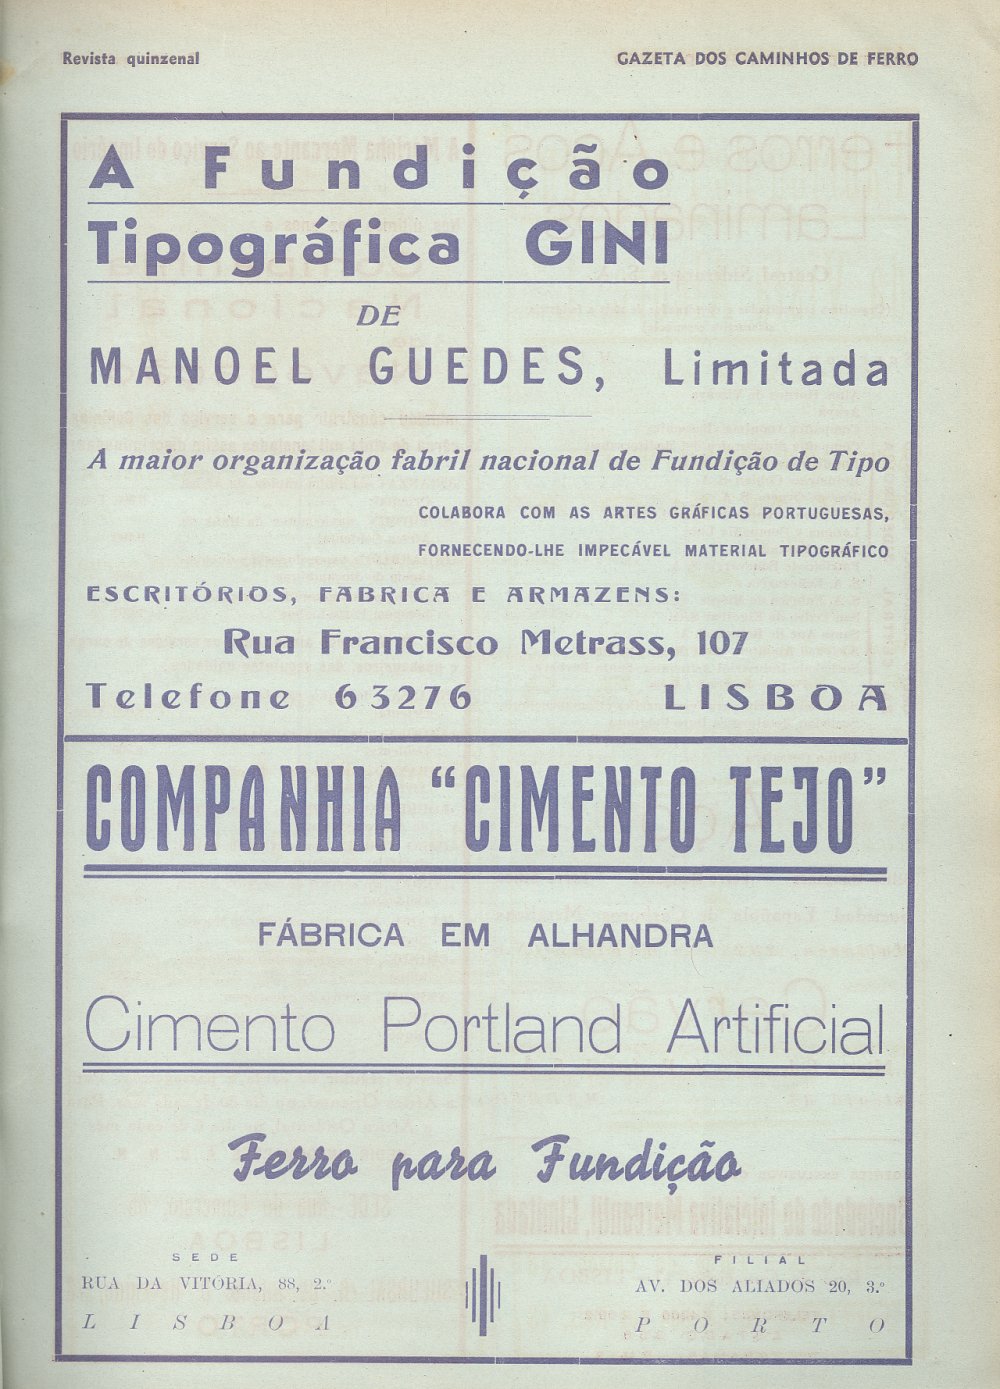 Revista quinzenal GAZETA DOS CAMINHOS DE FERRO
A Fundição
Tipográfica GINI
DE
MANOEL GUEDES, Limitada
A maior organização fabril nacional de Fundição de Tipo
COLABORA COM AS ARTES GRÁFICAS PORTUGUESAS,
FORNECENDO-LHE IMPECÁVEL MATERIAL TIPOGRÁFICO
ESCRITÓRIOS, FABRICA E ARMAZENS:
Rua Francisco Metrass, 107
Telefone 63276 LISBOA
COMPANHIA "CIMENTO TEJO"
FÁBRICA EM ALHANDRA
Cimento Portland Artificial
Ferro para Fundição
SEDE
RUA DA VITÓRIA, 88, 2.º
LISBOA
FILIAL
AV. DOS ALIADOS 20, 3.º
PORTO